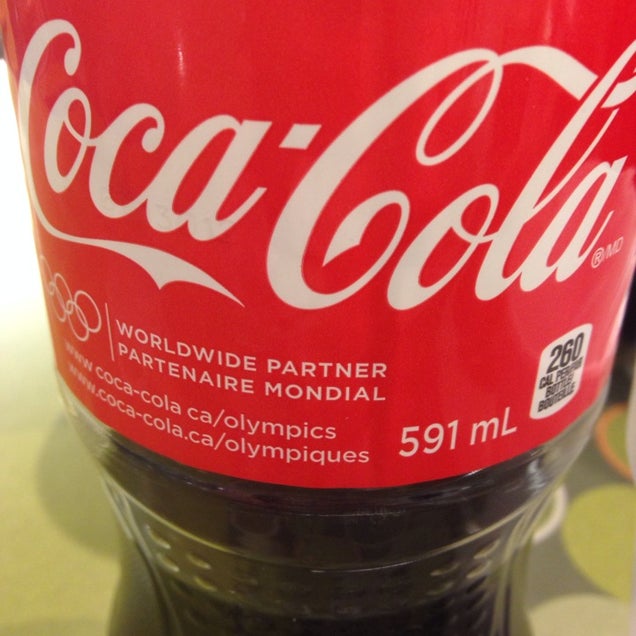 Coca-Cola
®/MD
WORLDWIDE PARTNER
PARTENAIRE MONDIAL
www.coca-cola.ca/olympics
www.coca-cola.ca/olympiques
591 mL
260
CAL PER/PAR
BOTTLE
BOUTEILLE